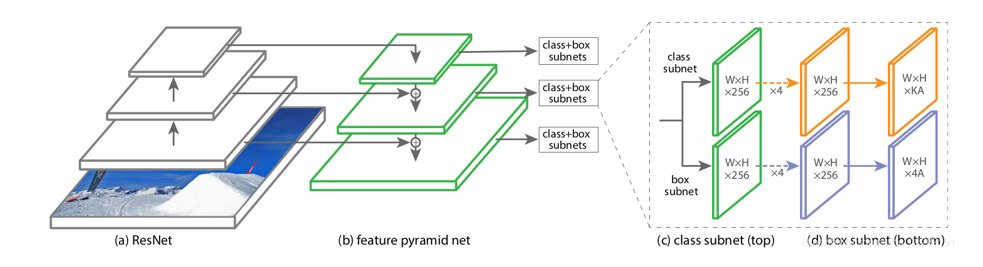 class+box
subnets
class+box
subnets
class+box
subnets
class
subnet
W×H
×256
×4
W×H
×256
W×H
×KA
box
subnet
W×H
×256
×4
W×H
×256
W×H
×4A
(a) ResNet
(b) feature pyramid net
(c) class subnet (top)
(d) box subnet (bottom)